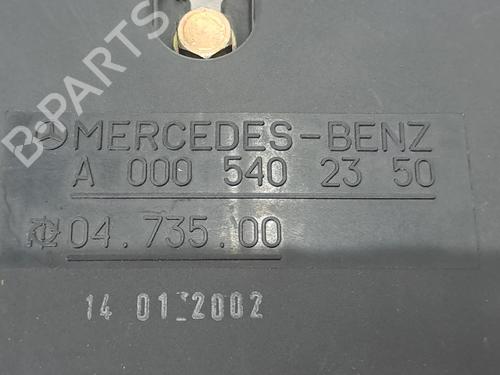 B-PARTS
MERCEDES-BENZ
A 000 540 23 50
04.735.00
14 01 2002